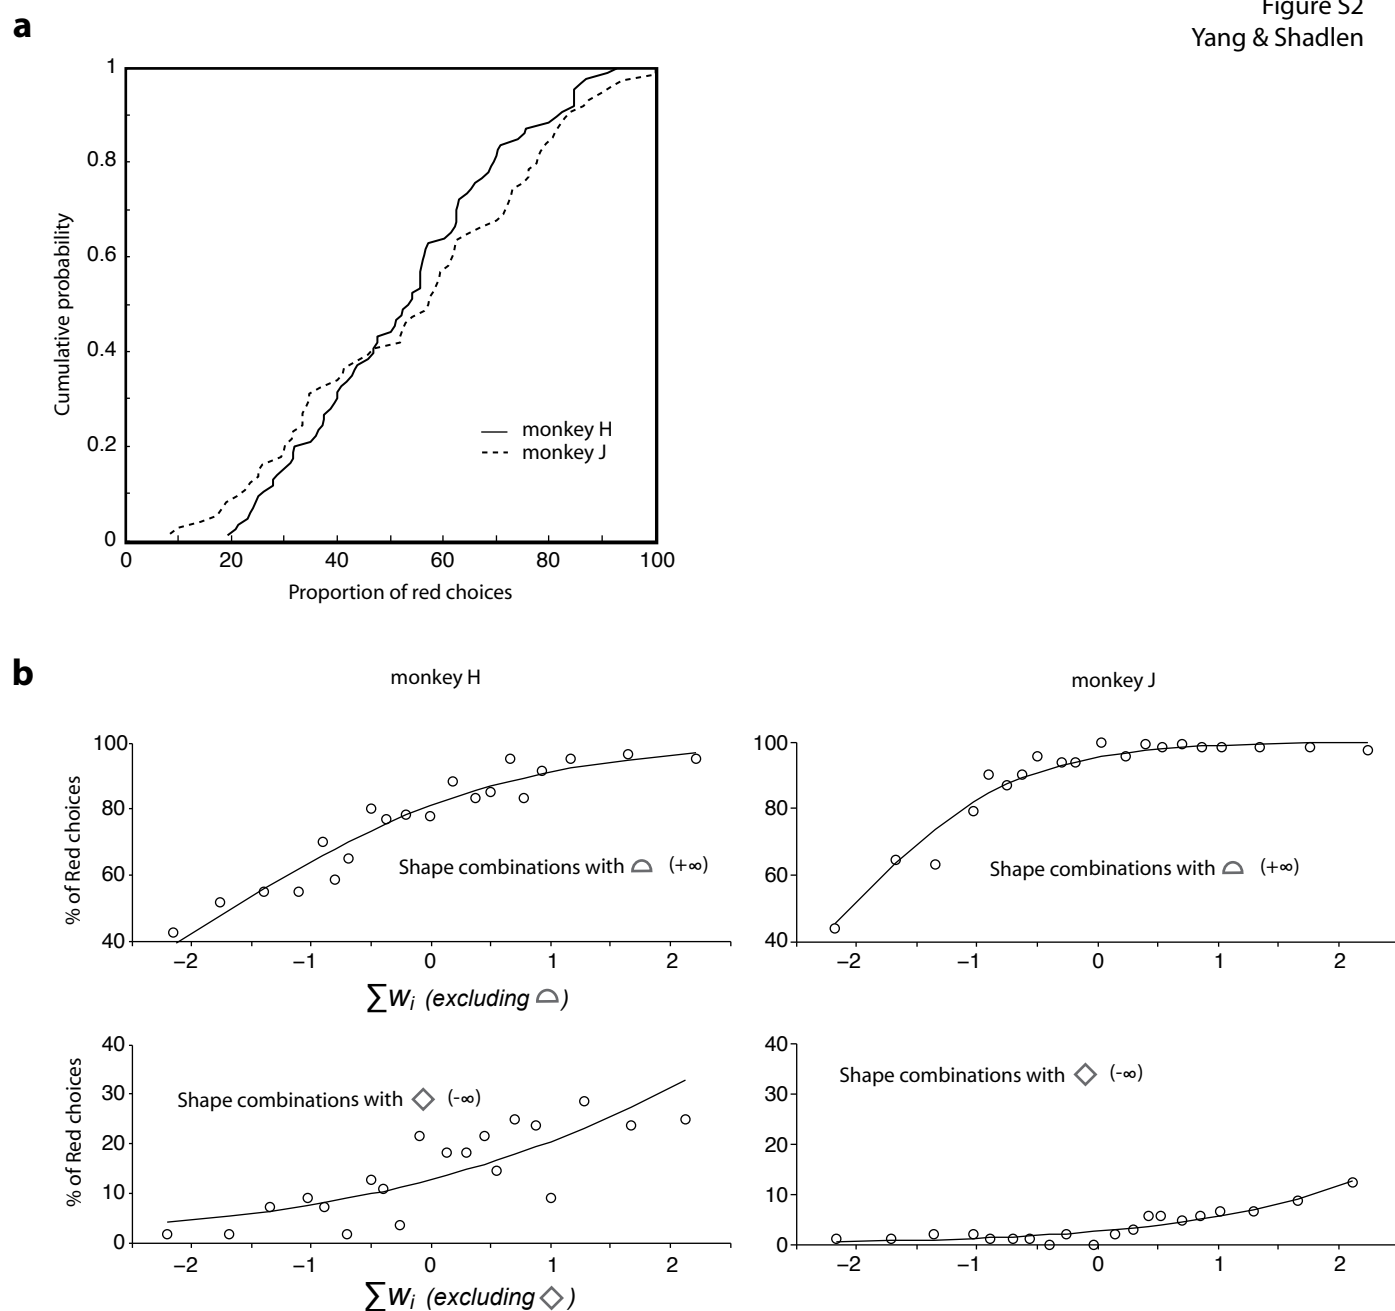 Figure S2
Yang & Shadlen
a
1
0.8
0.6
0.4
0.2
0
Cumulative probability
monkey H
monkey J
0 20 40 60 80 100
Proportion of red choices
b
monkey H
monkey J
100
80
60
40
% of Red choices
Shape combinations with (+∞)
−2 −1 0 1 2
∑wi (excluding )
100
80
60
40
Shape combinations with (+∞)
−2 −1 0 1 2
40
30
20
10
0
% of Red choices
Shape combinations with (-∞)
−2 −1 0 1 2
∑wi (excluding )
40
30
20
10
0
Shape combinations with (-∞)
−2 −1 0 1 2